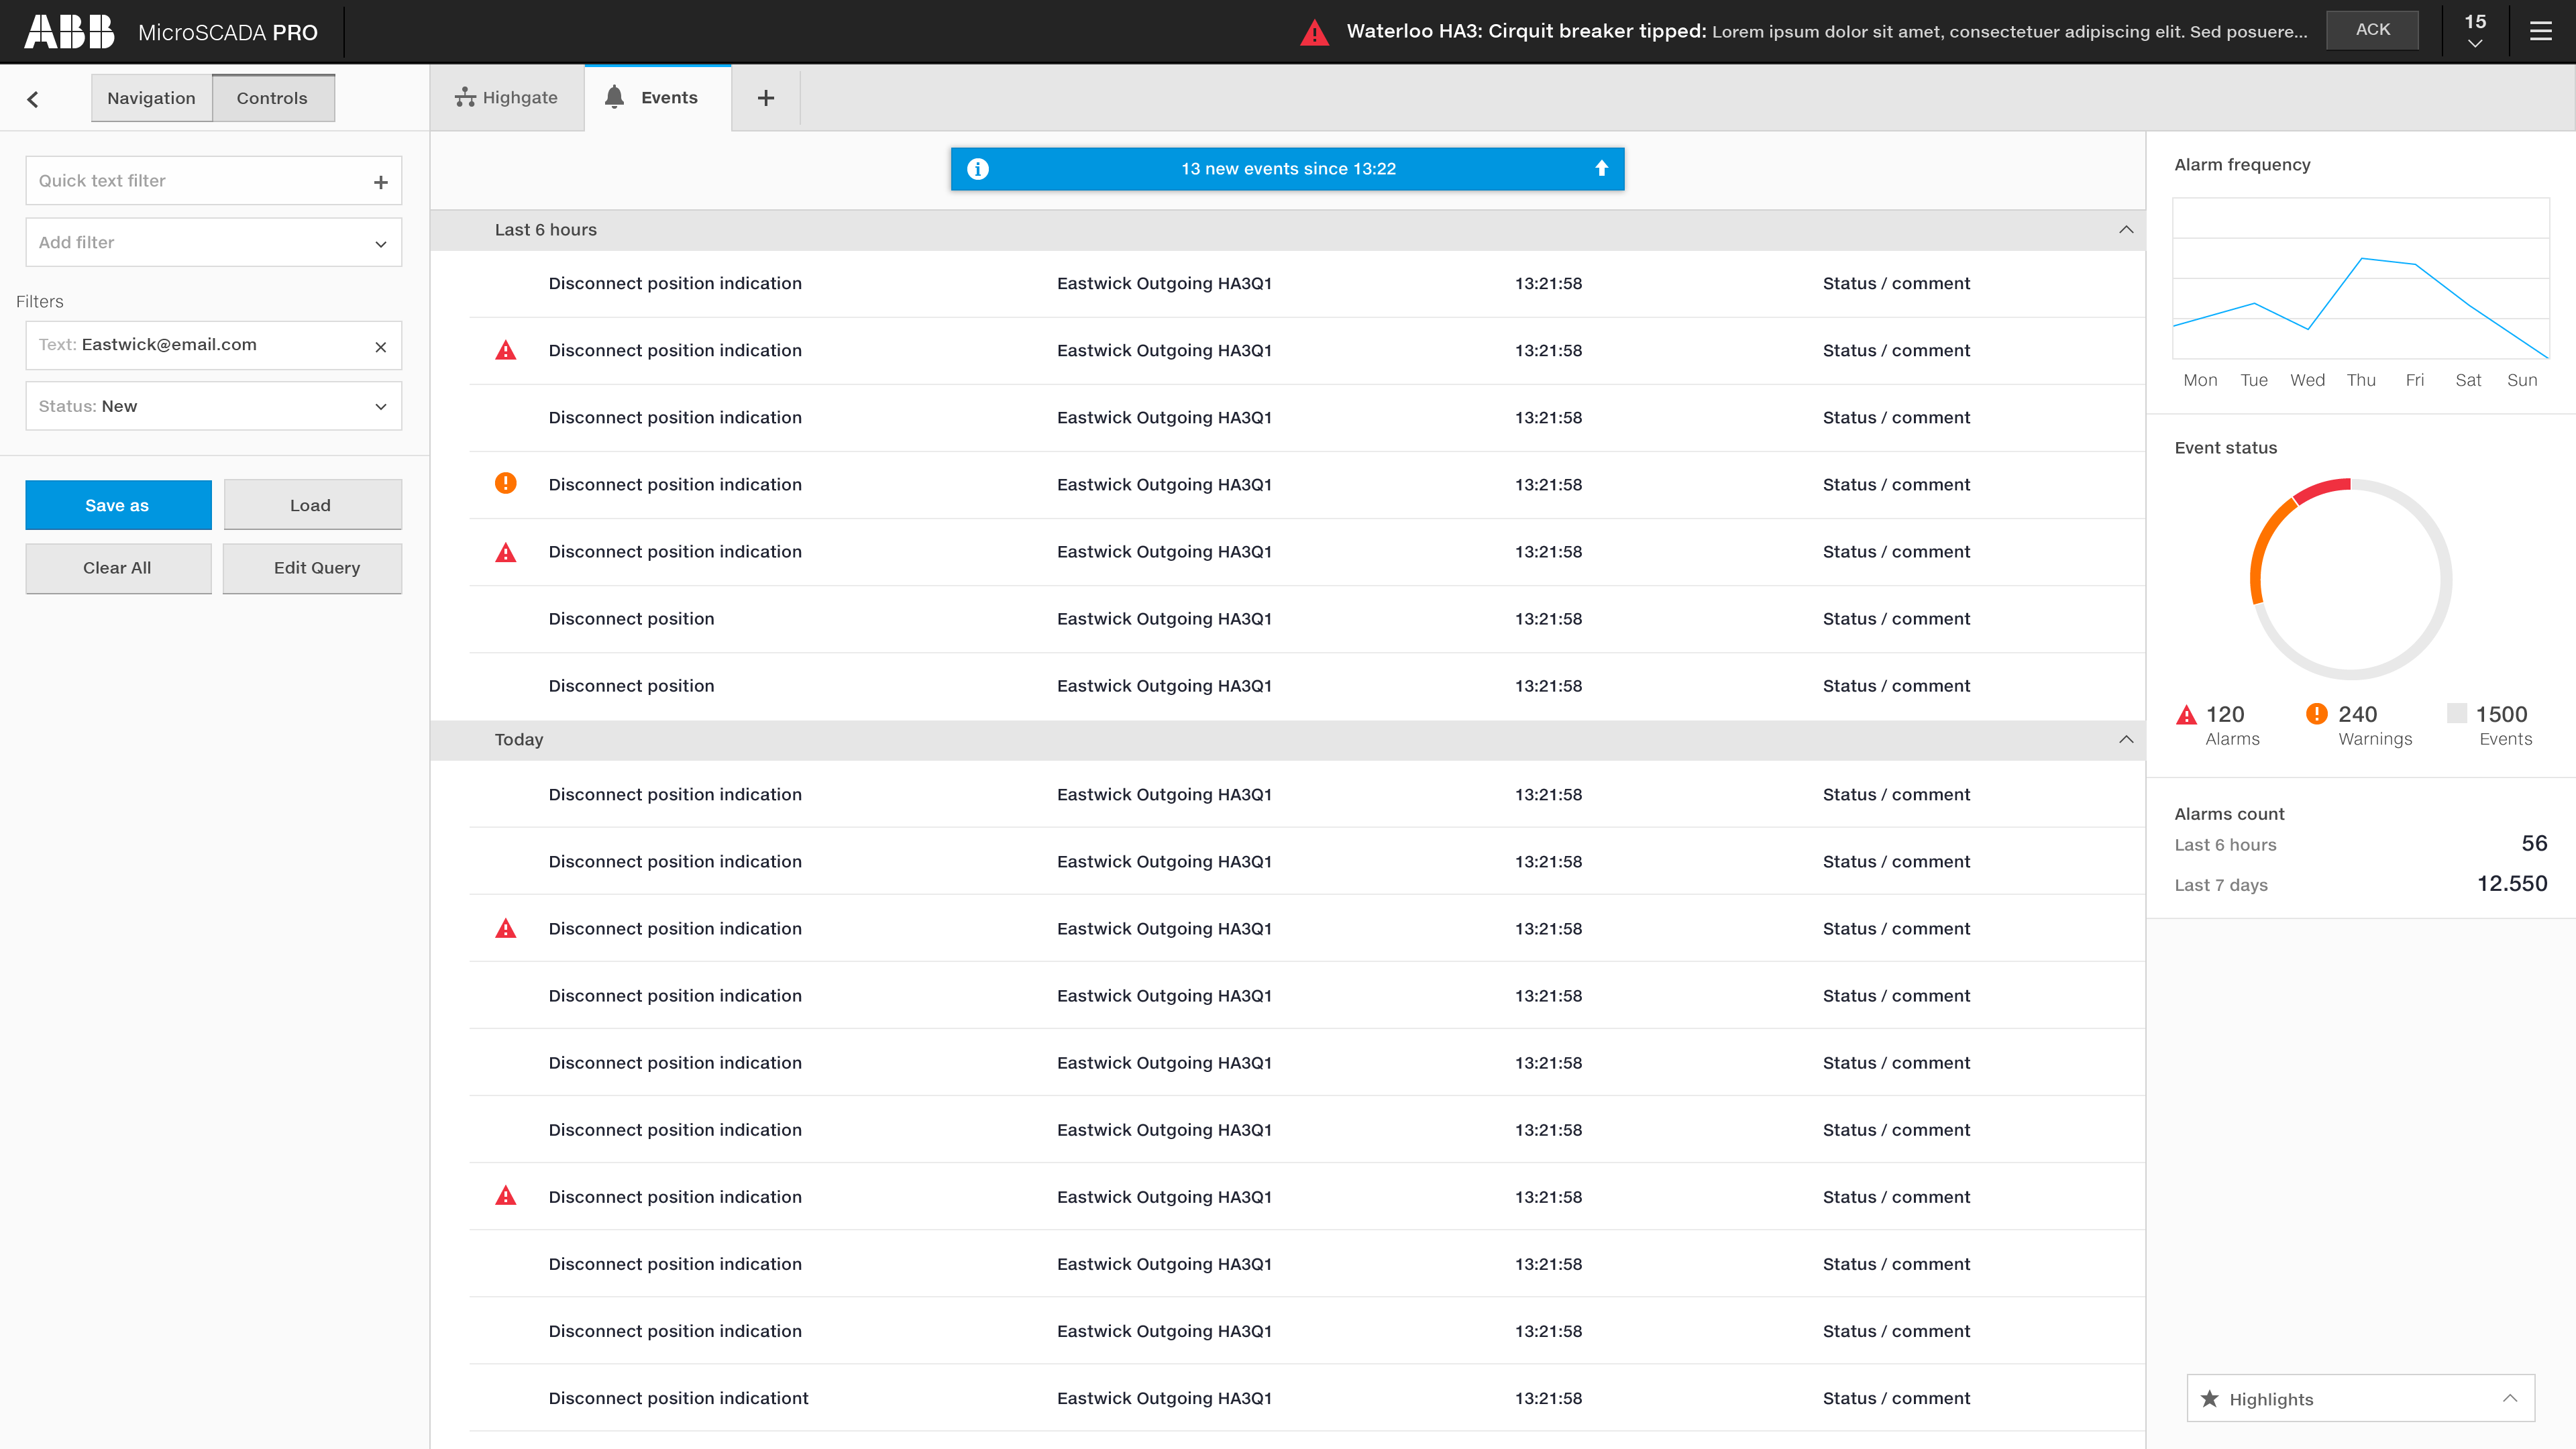 ABB MicroSCADA PRO
Waterloo HA3: Cirquit breaker tipped: Lorem ipsum dolor sit amet, consectetuer adipiscing elit. Sed posuere...
ACK
15
Navigation
Controls
Highgate
Events
Quick text filter
Add filter
Filters
Text: Eastwick@email.com
Status: New
Save as
Load
Clear All
Edit Query
13 new events since 13:22
Last 6 hours
Disconnect position indication Eastwick Outgoing HA3Q1 13:21:58 Status / comment
Disconnect position indication Eastwick Outgoing HA3Q1 13:21:58 Status / comment
Disconnect position indication Eastwick Outgoing HA3Q1 13:21:58 Status / comment
Disconnect position indication Eastwick Outgoing HA3Q1 13:21:58 Status / comment
Disconnect position indication Eastwick Outgoing HA3Q1 13:21:58 Status / comment
Disconnect position Eastwick Outgoing HA3Q1 13:21:58 Status / comment
Disconnect position Eastwick Outgoing HA3Q1 13:21:58 Status / comment
Today
Disconnect position indication Eastwick Outgoing HA3Q1 13:21:58 Status / comment
Disconnect position indication Eastwick Outgoing HA3Q1 13:21:58 Status / comment
Disconnect position indication Eastwick Outgoing HA3Q1 13:21:58 Status / comment
Disconnect position indication Eastwick Outgoing HA3Q1 13:21:58 Status / comment
Disconnect position indication Eastwick Outgoing HA3Q1 13:21:58 Status / comment
Disconnect position indication Eastwick Outgoing HA3Q1 13:21:58 Status / comment
Disconnect position indication Eastwick Outgoing HA3Q1 13:21:58 Status / comment
Disconnect position indication Eastwick Outgoing HA3Q1 13:21:58 Status / comment
Disconnect position indication Eastwick Outgoing HA3Q1 13:21:58 Status / comment
Disconnect position indicationt Eastwick Outgoing HA3Q1 13:21:58 Status / comment
Alarm frequency
Mon Tue Wed Thu Fri Sat Sun
Event status
120 240 1500
Alarms Warnings Events
Alarms count
Last 6 hours 56
Last 7 days 12.550
Highlights